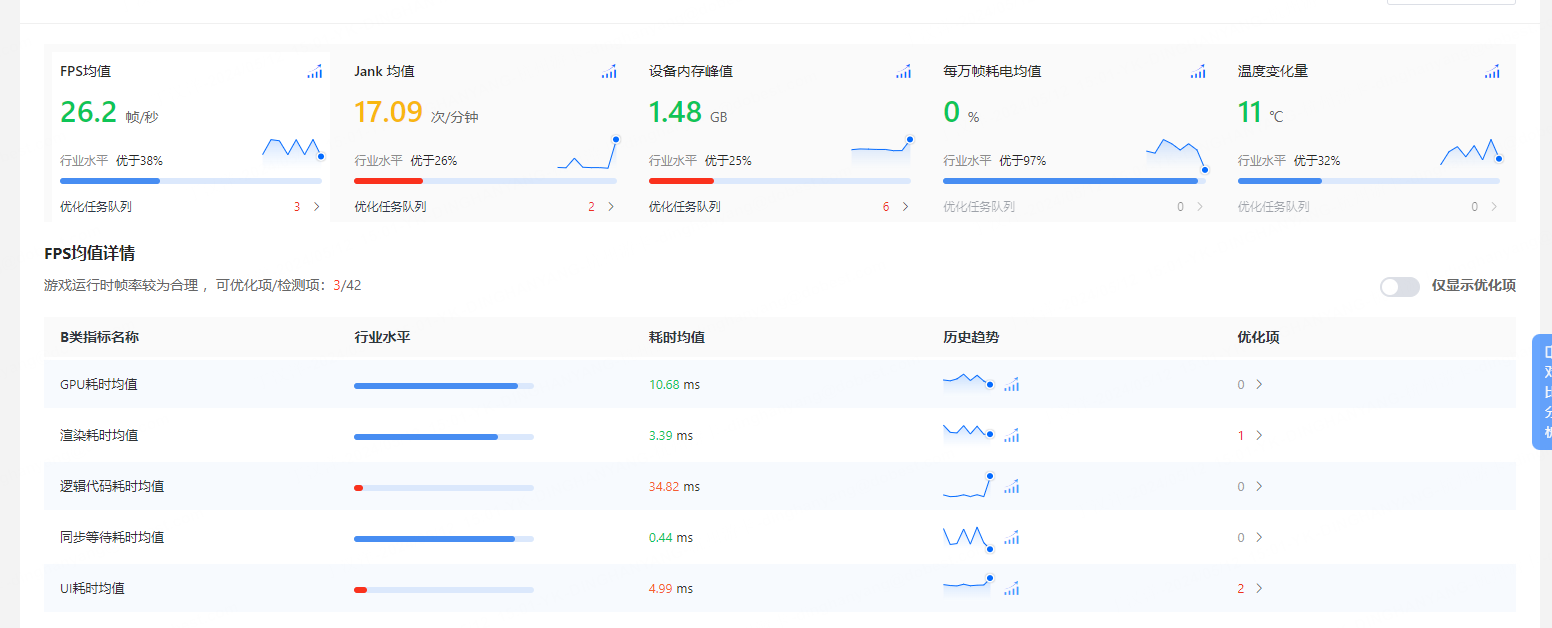 FPS均值
26.2 帧/秒
行业水平 优于38%
优化任务队列 3
Jank 均值
17.09 次/分钟
行业水平 优于26%
优化任务队列 2
设备内存峰值
1.48 GB
行业水平 优于25%
优化任务队列 6
每万帧耗电均值
0 %
行业水平 优于97%
优化任务队列 0
温度变化量
11 ℃
行业水平 优于32%
优化任务队列 0
FPS均值详情
游戏运行时帧率较为合理 ，可优化项/检测项：3/42
仅显示优化项
B类指标名称 行业水平 耗时均值 历史趋势 优化项
GPU耗时均值 10.68 ms 0
渲染耗时均值 3.39 ms 1
逻辑代码耗时均值 34.82 ms 0
同步等待耗时均值 0.44 ms 0
UI耗时均值 4.99 ms 2